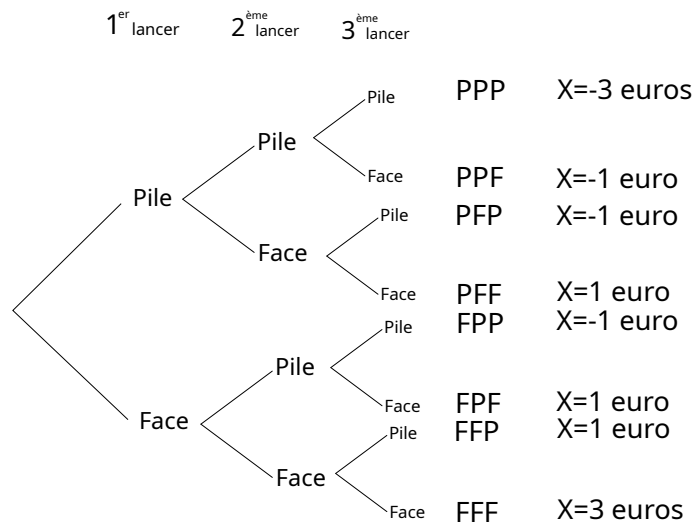 1er lancer 2ème lancer 3ème lancer
Pile PPP X=-3 euros
Pile
Face PPF X=-1 euro
Pile
Pile PFP X=-1 euro
Face
Face PFF X=1 euro
Pile FPP X=-1 euro
Pile
Face FPF X=1 euro
Face
Pile FFP X=1 euro
Face
Face FFF X=3 euros